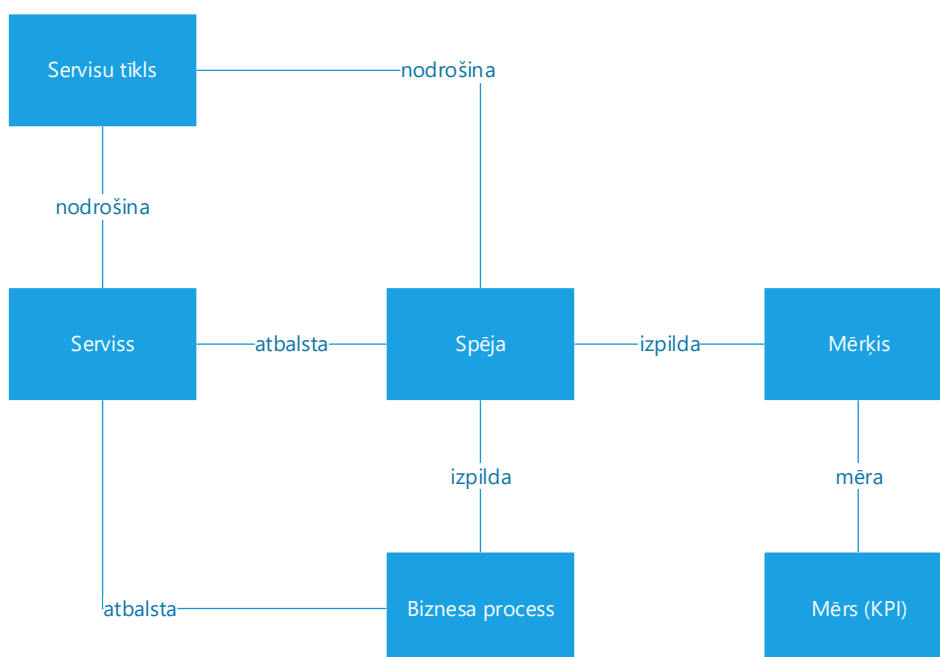 Servisu tīkls
nodrošina
nodrošina
Serviss
atbalsta
Spēja
izpilda
Mērķis
izpilda
mēra
atbalsta
Biznesa process
Mērs (KPI)